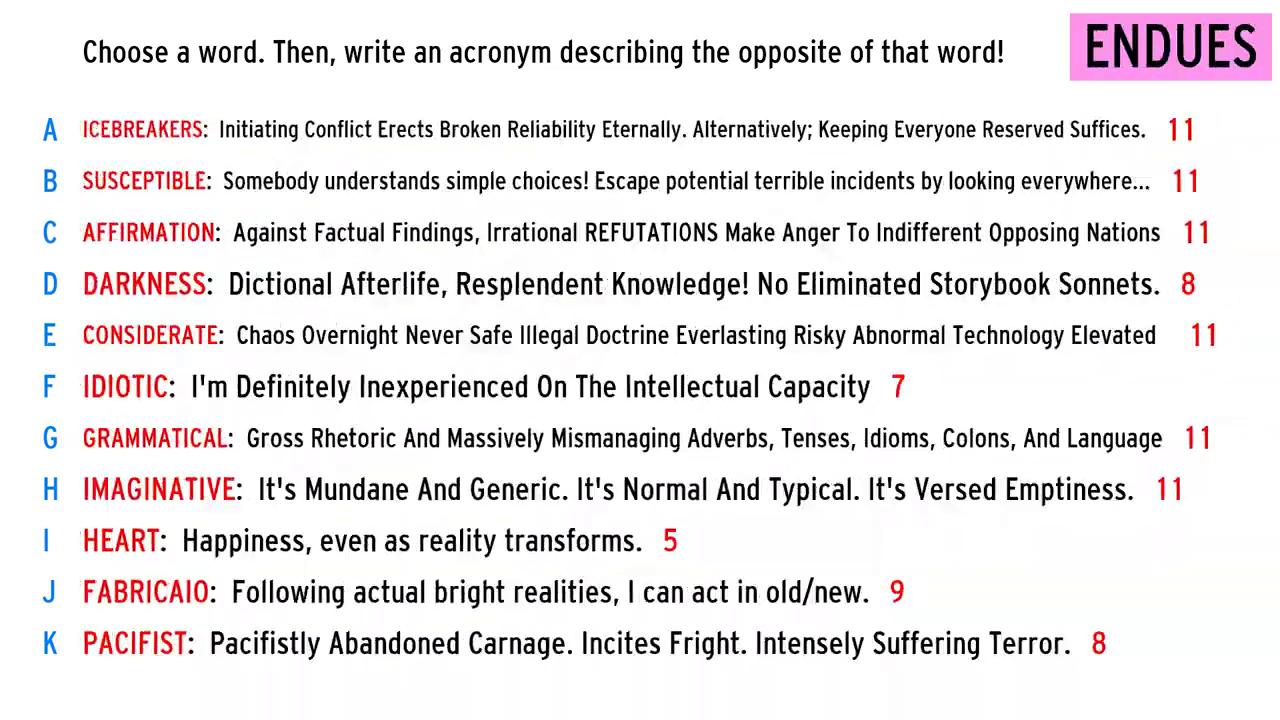 Choose a word. Then, write an acronym describing the opposite of that word!
ENDUES
A ICEBREAKERS: Initiating Conflict Erects Broken Reliability Eternally. Alternatively; Keeping Everyone Reserved Suffices. 11
B SUSCEPTIBLE: Somebody understands simple choices! Escape potential terrible incidents by looking everywhere... 11
C AFFIRMATION: Against Factual Findings, Irrational REFUTATIONS Make Anger To Indifferent Opposing Nations 11
D DARKNESS: Dictional Afterlife, Resplendent Knowledge! No Eliminated Storybook Sonnets. 8
E CONSIDERATE: Chaos Overnight Never Safe Illegal Doctrine Everlasting Risky Abnormal Technology Elevated 11
F IDIOTIC: I'm Definitely Inexperienced On The Intellectual Capacity 7
G GRAMMATICAL: Gross Rhetoric And Massively Mismanaging Adverbs, Tenses, Idioms, Colons, And Language 11
H IMAGINATIVE: It's Mundane And Generic. It's Normal And Typical. It's Versed Emptiness. 11
I HEART: Happiness, even as reality transforms. 5
J FABRICAIO: Following actual bright realities, I can act in old/new. 9
K PACIFIST: Pacifistly Abandoned Carnage. Incites Fright. Intensely Suffering Terror. 8